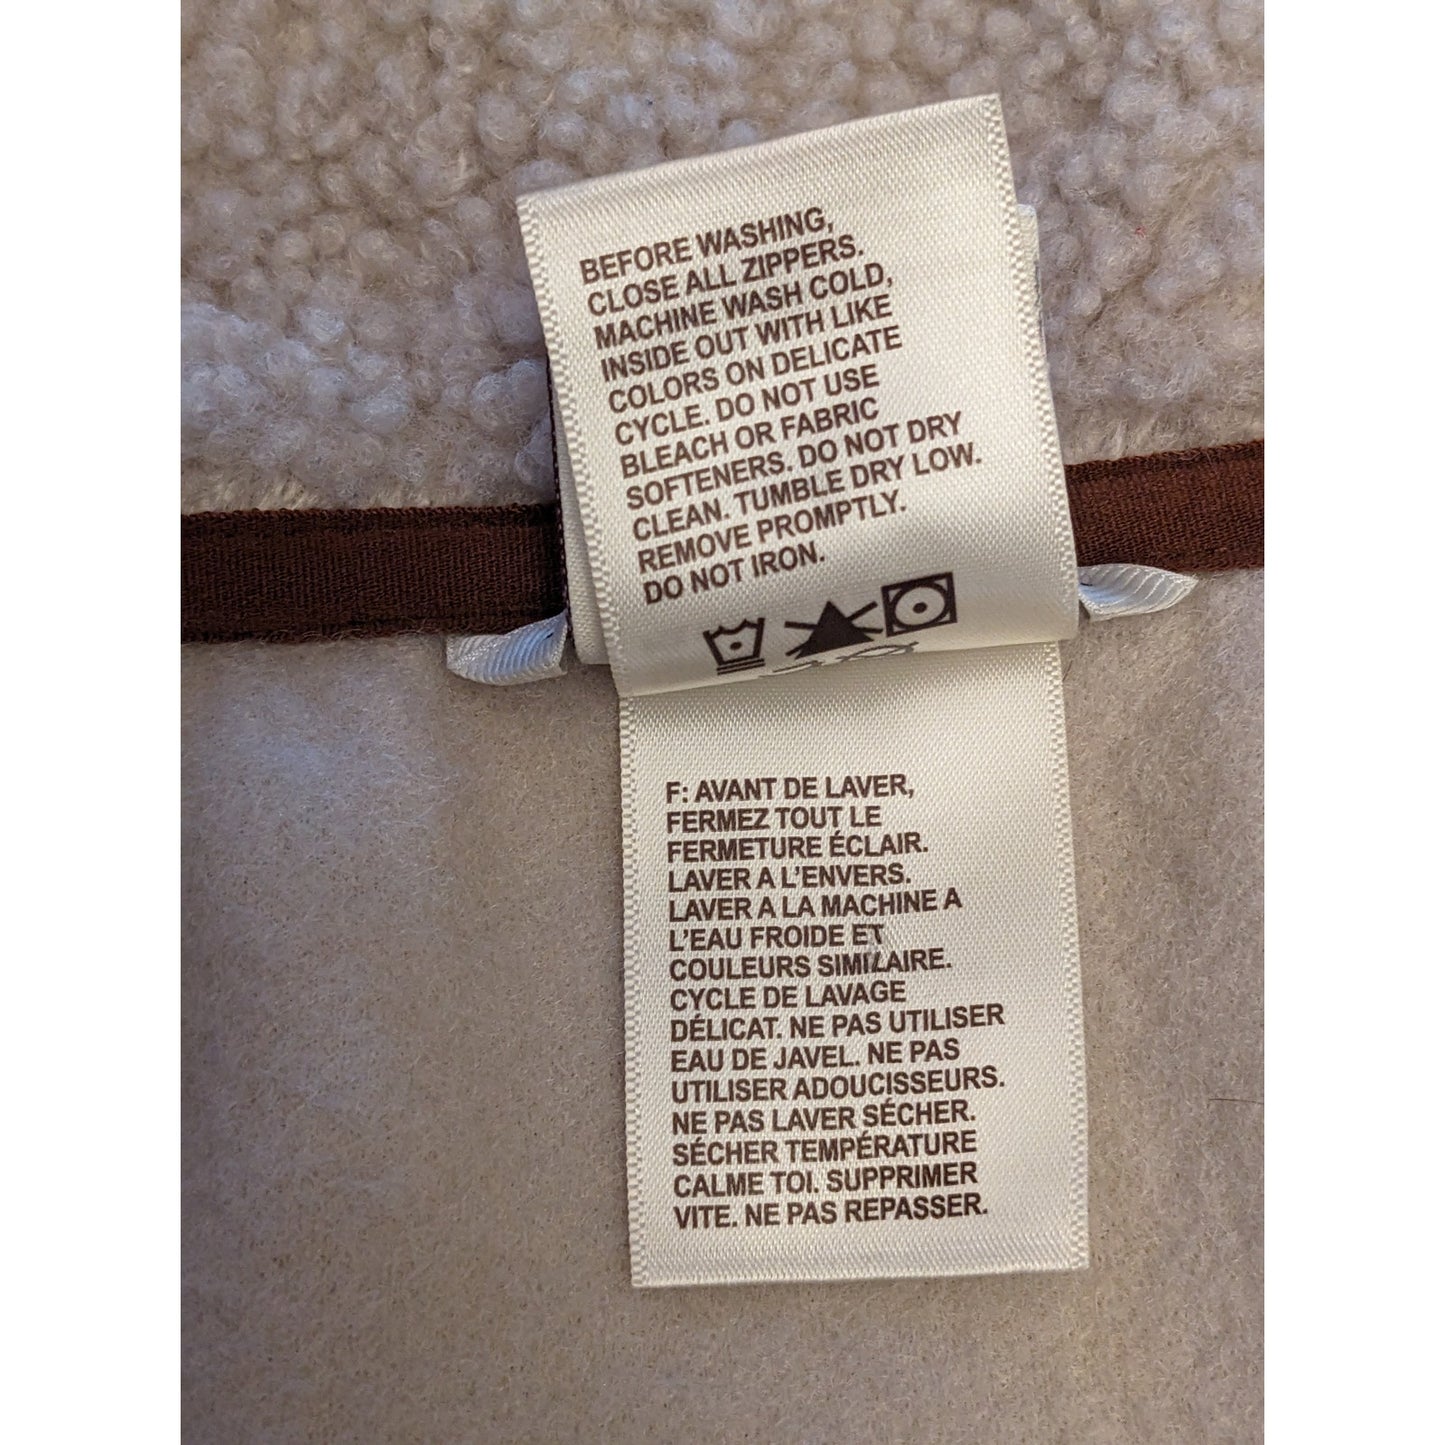 BEFORE WASHING,
CLOSE ALL ZIPPERS.
MACHINE WASH COLD,
INSIDE OUT WITH LIKE
COLORS ON DELICATE
CYCLE. DO NOT USE
BLEACH OR FABRIC
SOFTENERS. DO NOT DRY
CLEAN. TUMBLE DRY LOW.
REMOVE PROMPTLY.
DO NOT IRON.
F: AVANT DE LAVER,
FERMEZ TOUT LE
FERMETURE ÉCLAIR.
LAVER A L'ENVERS.
LAVER A LA MACHINE A
L'EAU FROIDE ET
COULEURS SIMILAIRE.
CYCLE DE LAVAGE
DÉLICAT. NE PAS UTILISER
EAU DE JAVEL. NE PAS
UTILISER ADOUCISSEURS.
NE PAS LAVER SÉCHER.
SÉCHER TEMPÉRATURE
CALME TOI. SUPPRIMER
VITE. NE PAS REPASSER.